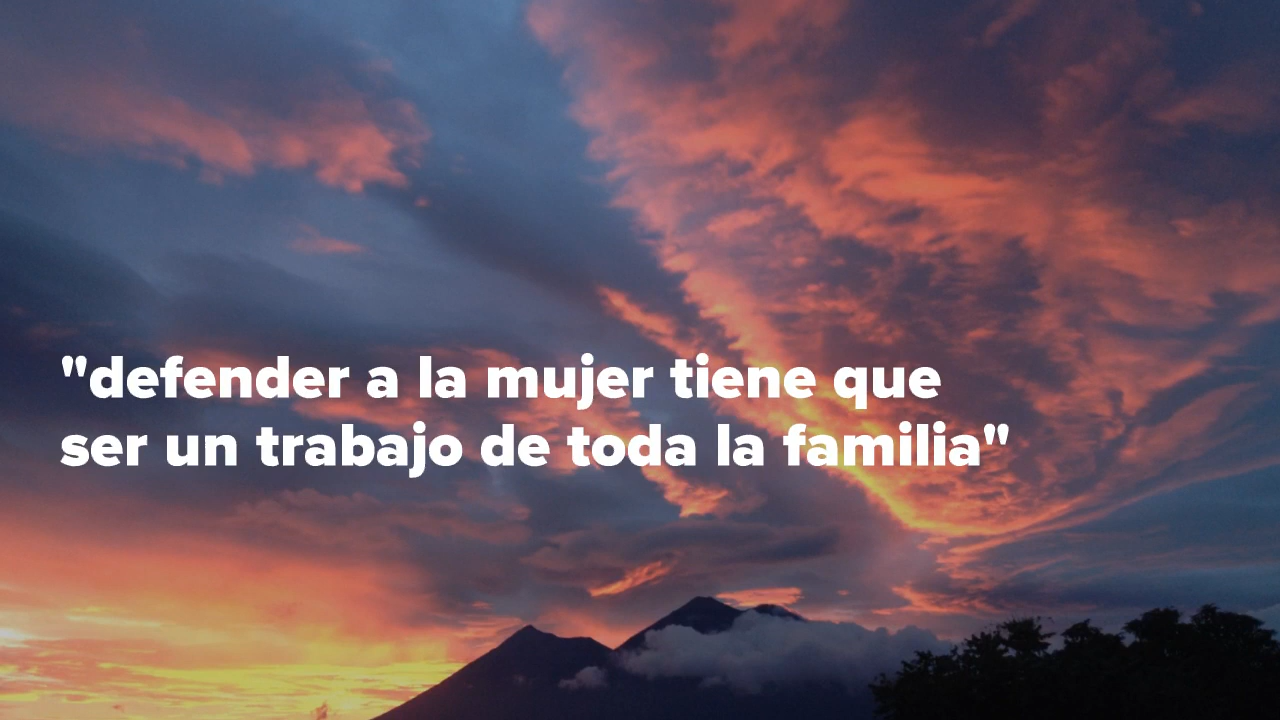 "defender a la mujer tiene que
ser un trabajo de toda la familia"